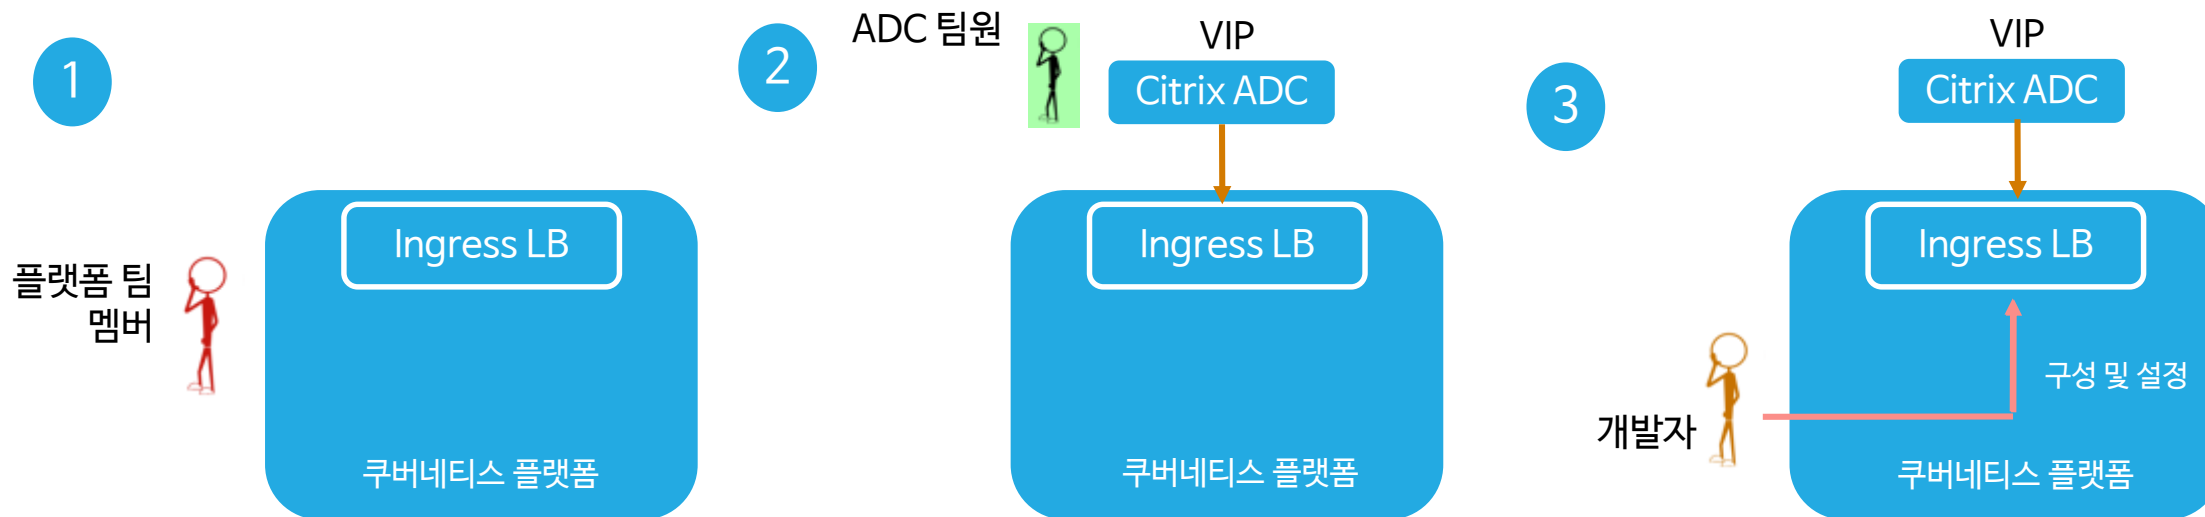 1
플랫폼 팀
멤버
Ingress LB
쿠버네티스 플랫폼
2
ADC 팀원
VIP
Citrix ADC
Ingress LB
쿠버네티스 플랫폼
3
VIP
Citrix ADC
Ingress LB
구성 및 설정
개발자
쿠버네티스 플랫폼